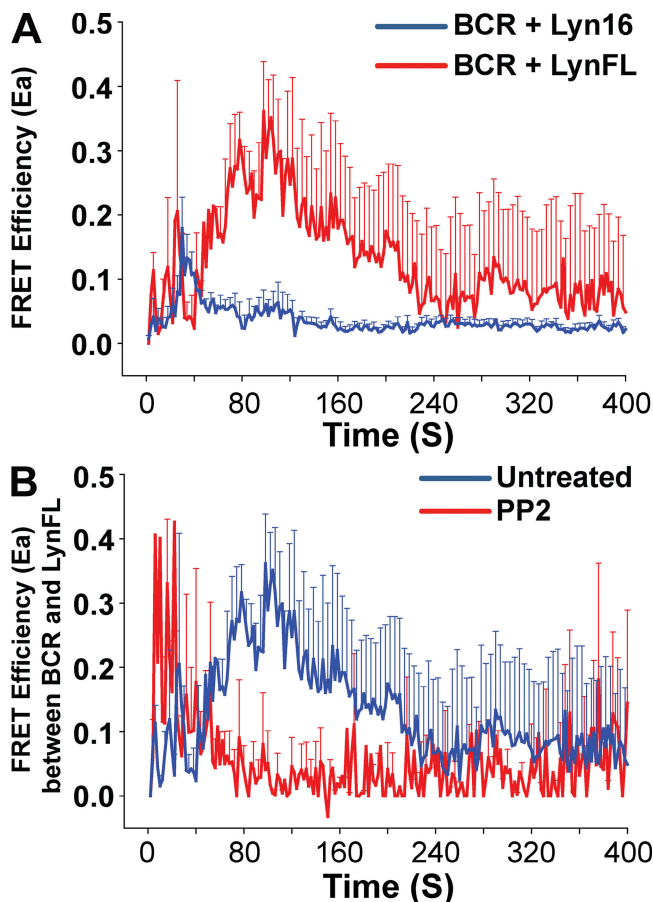 A
BCR + Lyn16
BCR + LynFL
FRET Efficiency (Ea)
0.5
0.4
0.3
0.2
0.1
0.0
0 80 160 240 320 400
Time (S)
B
Untreated
PP2
FRET Efficiency (Ea)
between BCR and LynFL
0.5
0.4
0.3
0.2
0.1
0.0
0 80 160 240 320 400
Time (S)